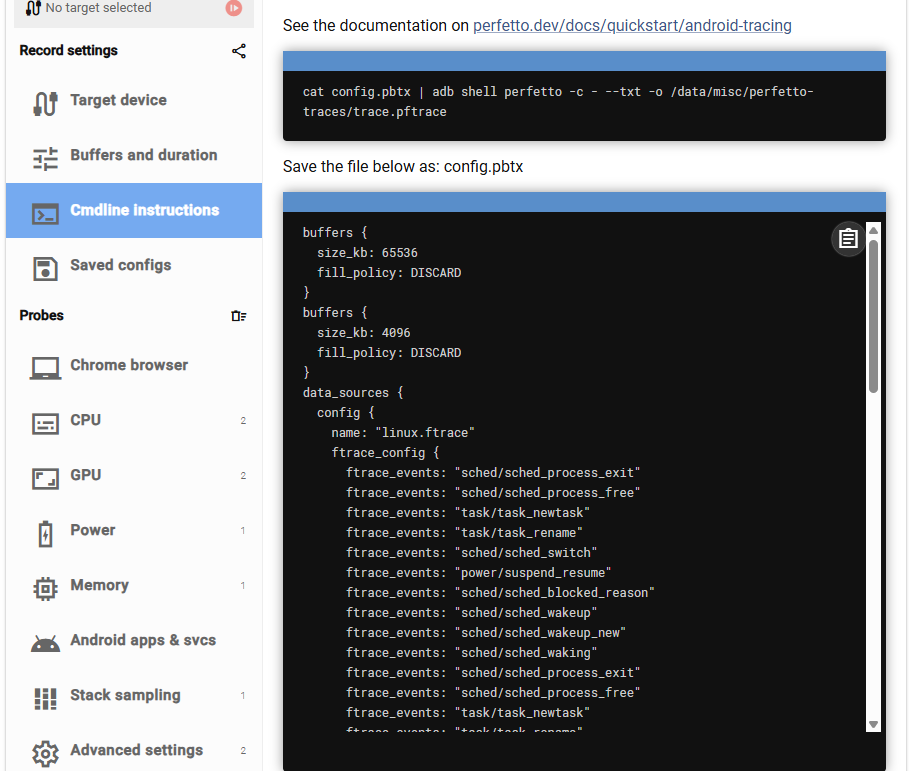 No target selected
Record settings
Target device
Buffers and duration
Cmdline instructions
Saved configs
Probes
Chrome browser
CPU 2
GPU 2
Power 1
Memory 1
Android apps & svcs
Stack sampling 1
Advanced settings 2
See the documentation on perfetto.dev/docs/quickstart/android-tracing
cat config.pbtx | adb shell perfetto -c - --txt -o /data/misc/perfetto-
traces/trace.pftrace
Save the file below as: config.pbtx
buffers {
  size_kb: 65536
  fill_policy: DISCARD
}
buffers {
  size_kb: 4096
  fill_policy: DISCARD
}
data_sources {
  config {
    name: "linux.ftrace"
    ftrace_config {
      ftrace_events: "sched/sched_process_exit"
      ftrace_events: "sched/sched_process_free"
      ftrace_events: "task/task_newtask"
      ftrace_events: "task/task_rename"
      ftrace_events: "sched/sched_switch"
      ftrace_events: "power/suspend_resume"
      ftrace_events: "sched/sched_blocked_reason"
      ftrace_events: "sched/sched_wakeup"
      ftrace_events: "sched/sched_wakeup_new"
      ftrace_events: "sched/sched_waking"
      ftrace_events: "sched/sched_process_exit"
      ftrace_events: "sched/sched_process_free"
      ftrace_events: "task/task_newtask"
      ftrace_events: "task/task_rename"